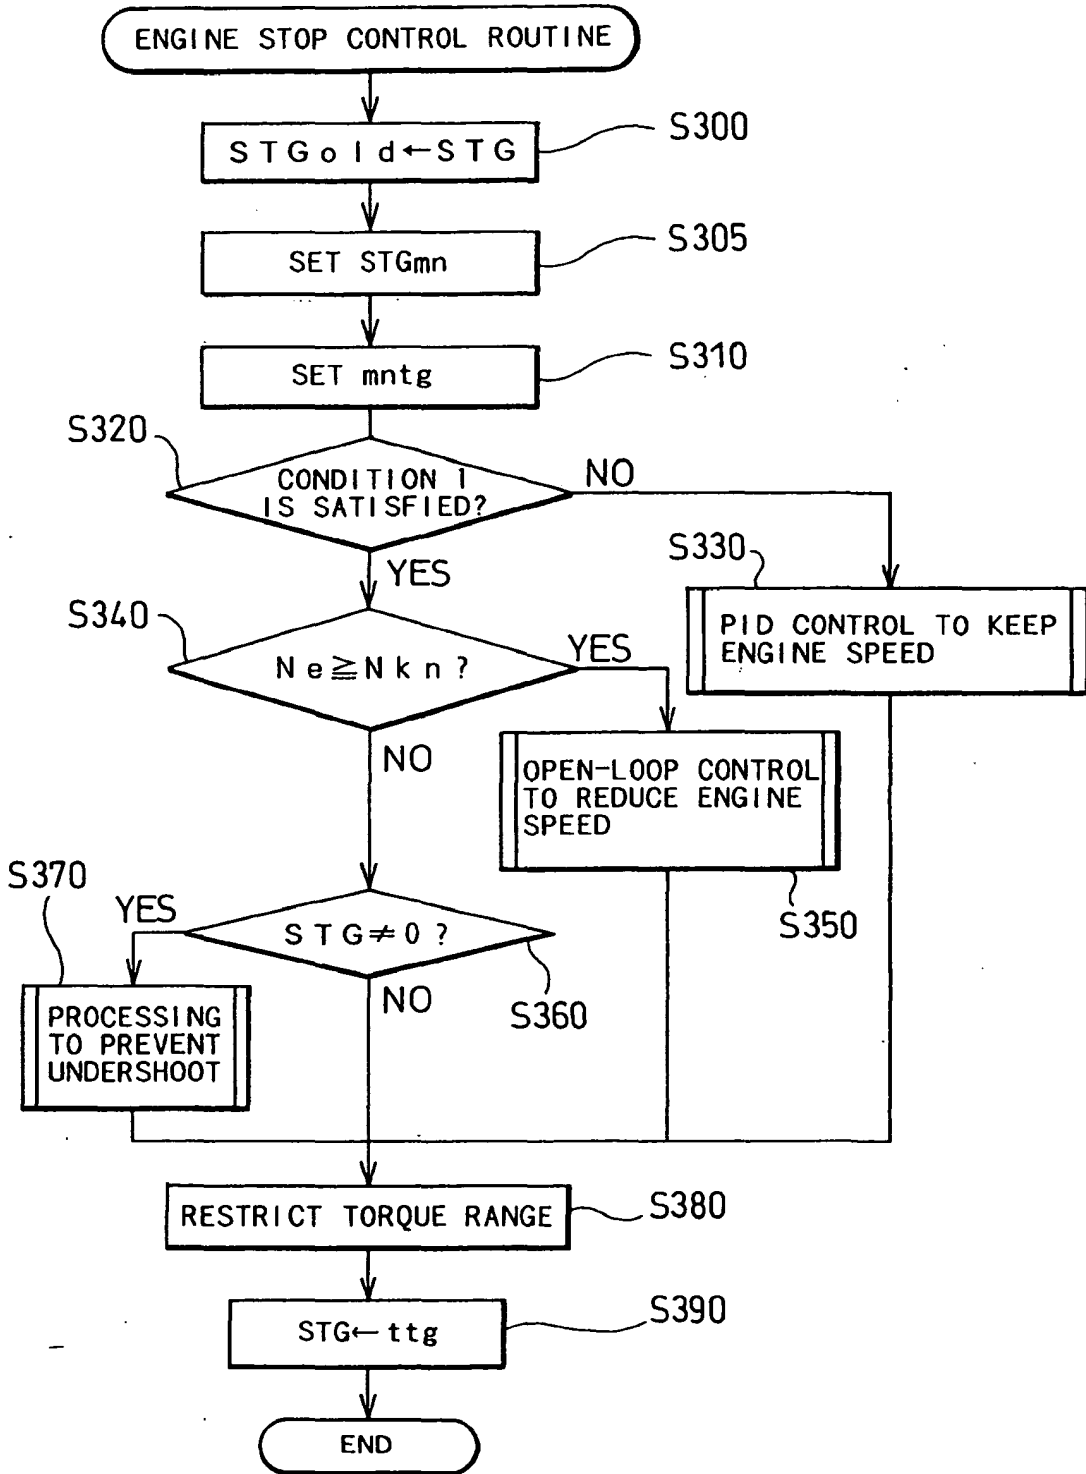 ENGINE STOP CONTROL ROUTINE
STGold←STG
S300
SET STGmn
S305
SET mntg
S310
S320
CONDITION 1
IS SATISFIED?
NO
YES
S330
PID CONTROL TO KEEP
ENGINE SPEED
S340
Ne≧Nkn?
YES
NO
OPEN-LOOP CONTROL
TO REDUCE ENGINE
SPEED
S350
S370
YES
STG≠0?
S360
NO
PROCESSING
TO PREVENT
UNDERSHOOT
RESTRICT TORQUE RANGE
S380
STG←ttg
S390
END